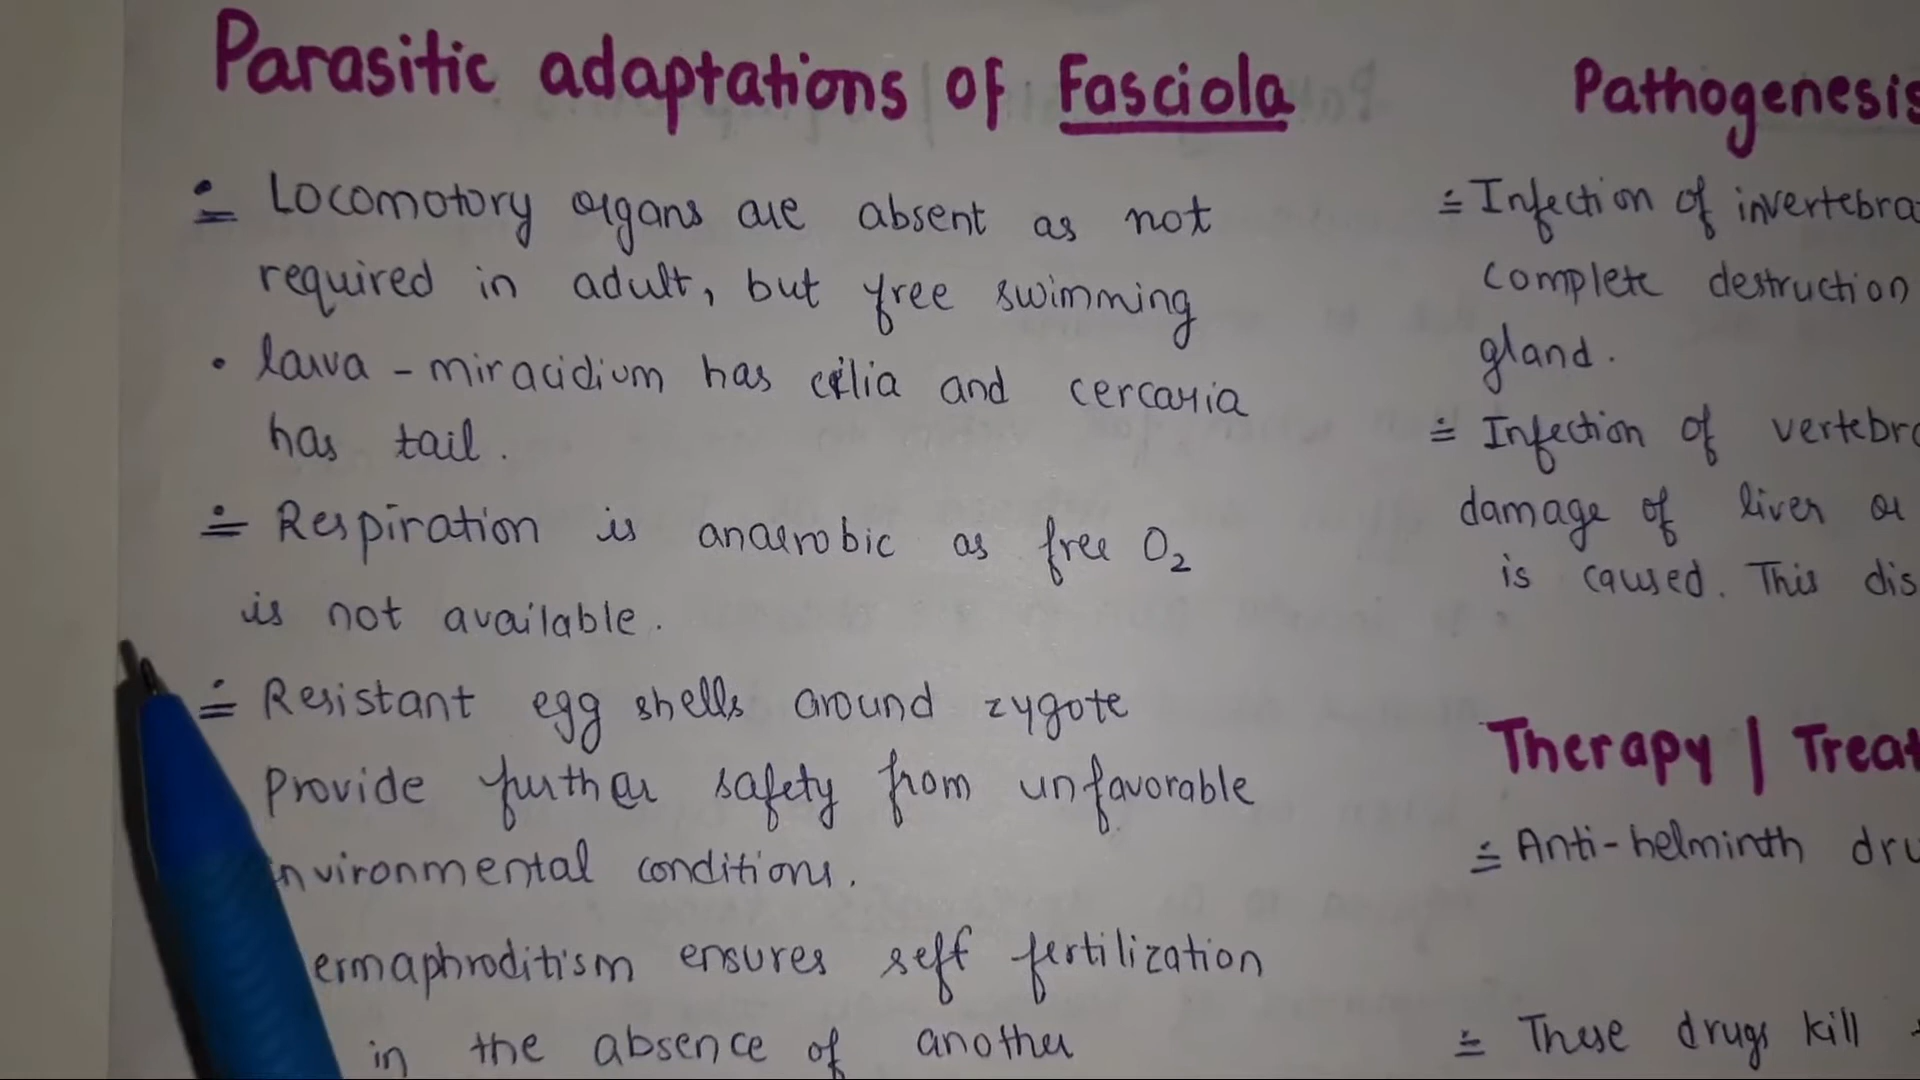 Parasitic adaptations of Fasciola
Locomotory organs are absent as not
required in adult, but free swimming
• larva - miracidium has cilia and cercaria
has tail.
Respiration is anaerobic as free O₂
is not available.
Resistant egg shells around zygote
provide further safety from unfavorable
nvironmental conditions.
ermaphroditism ensures self fertilization
in the absence of another
Pathogenesis
Infection of invertebra
complete destruction
gland.
Infection of vertebra
damage of liver or
is caused. This dis
Therapy | Treat
Anti-helminth dru
These drugs kill